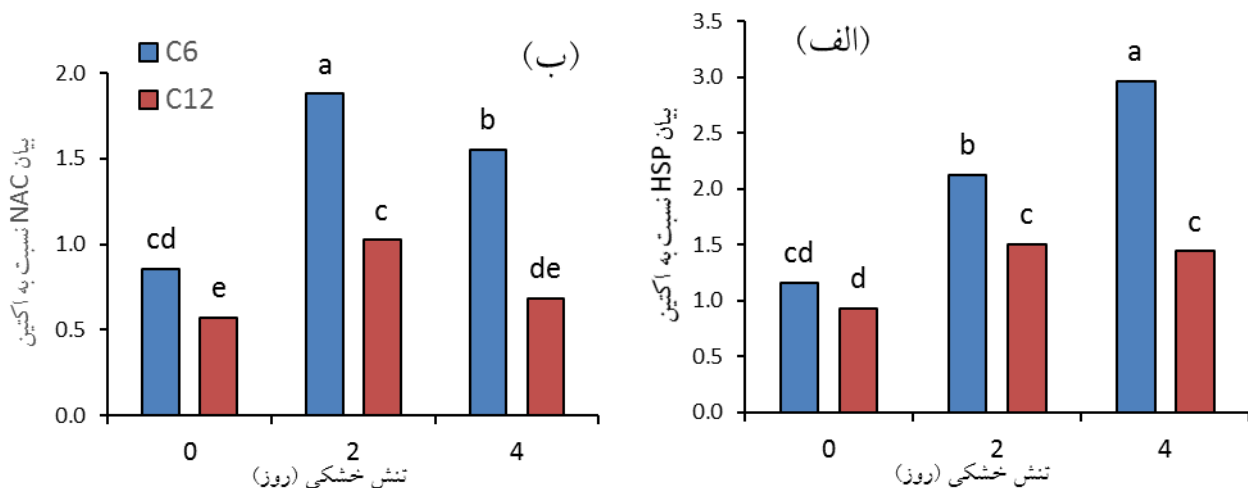 (ب)
C6
C12
بیان NAC نسبت به اکتین
2.0
1.5
1.0
0.5
0.0
cd
e
a
c
b
de
0 2 4
تنش خشکی (روز)
(الف)
بیان HSP نسبت به اکتین
3.5
3.0
2.5
2.0
1.5
1.0
0.5
0.0
cd
d
b
c
a
c
0 2 4
تنش خشکی (روز)